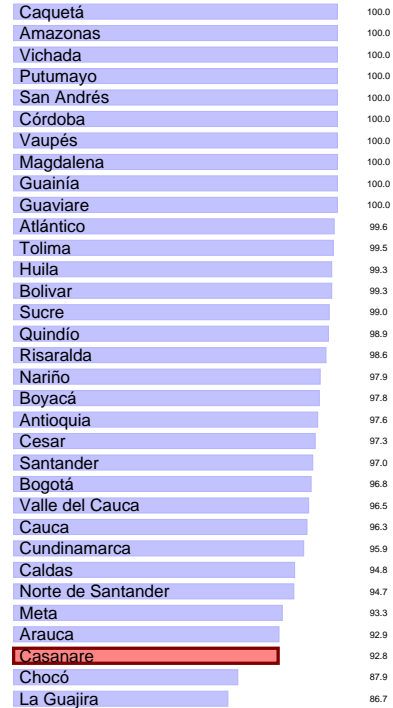 Caquetá 100.0
Amazonas 100.0
Vichada 100.0
Putumayo 100.0
San Andrés 100.0
Córdoba 100.0
Vaupés 100.0
Magdalena 100.0
Guainía 100.0
Guaviare 100.0
Atlántico 99.6
Tolima 99.5
Huila 99.3
Bolivar 99.3
Sucre 99.0
Quindío 98.9
Risaralda 98.6
Nariño 97.9
Boyacá 97.8
Antioquia 97.6
Cesar 97.3
Santander 97.0
Bogotá 96.8
Valle del Cauca 96.5
Cauca 96.3
Cundinamarca 95.9
Caldas 94.8
Norte de Santander 94.7
Meta 93.3
Arauca 92.9
Casanare 92.8
Chocó 87.9
La Guajira 86.7